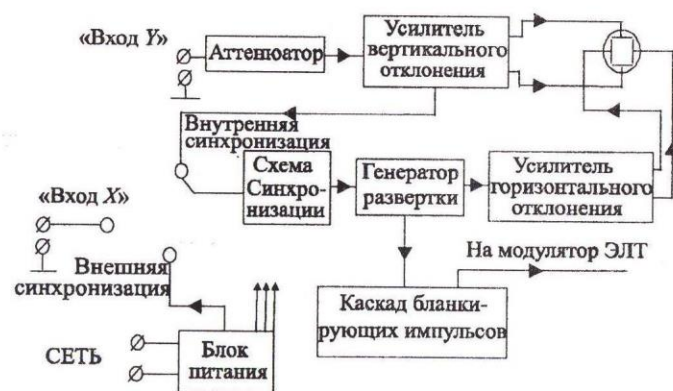 «Вход Y»
Аттенюатор
Усилитель
вертикального
отклонения
Внутренняя
синхронизация
Схема
Синхро-
низации
Генератор
развертки
Усилитель
горизонтального
отклонения
«Вход X»
Внешняя
синхронизация
На модулятор ЭЛТ
Каскад бланки-
рующих импульсов
СЕТЬ
Блок
питания